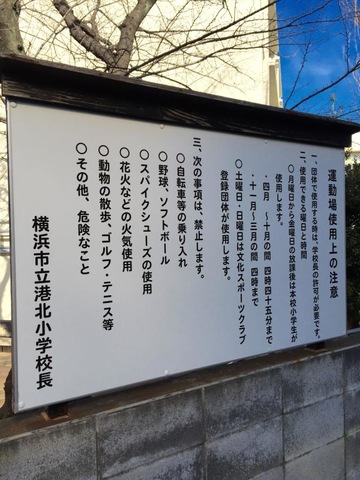 運動場使用上の注意
一、団体で使用する時は、学校長の許可が必要です。
二、使用できる曜日と時間
○月曜日から金曜日の放課後は本校小学生が
使用します。
・四月～十月の間 四時四十五分まで
・十一月～三月の間 四時まで
○土曜日・日曜日は文化スポーツクラブ
登録団体が使用します。
三、次の事項は、禁止します。
○自転車等の乗り入れ
○野球、ソフトボール
○スパイクシューズの使用
○花火などの火気使用
○動物の散歩、ゴルフ・テニス等
○その他、危険なこと
横浜市立港北小学校長